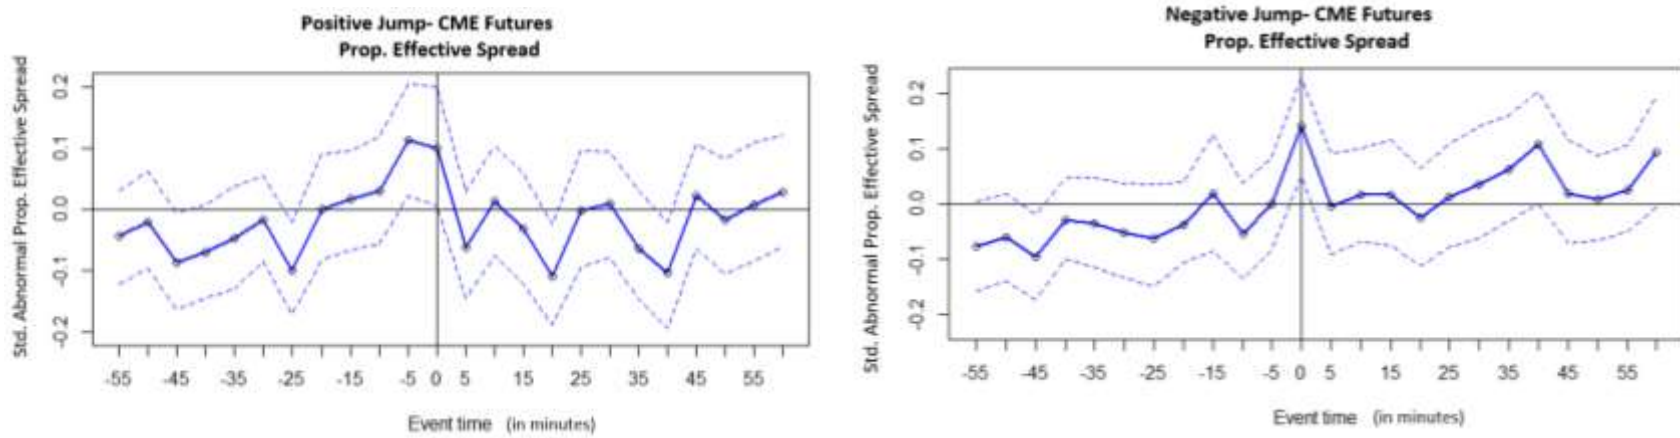 Positive Jump- CME Futures
Prop. Effective Spread
Std. Abnormal Prop. Effective Spread
0.2
0.1
0.0
-0.1
-0.2
-55 -45 -35 -25 -15 -5 0 5 15 25 35 45 55
Event time (in minutes)
Negative Jump- CME Futures
Prop. Effective Spread
Std. Abnormal Prop. Effective Spread
0.2
0.1
0.0
-0.1
-0.2
-55 -45 -35 -25 -15 -5 0 5 15 25 35 45 55
Event time (in minutes)